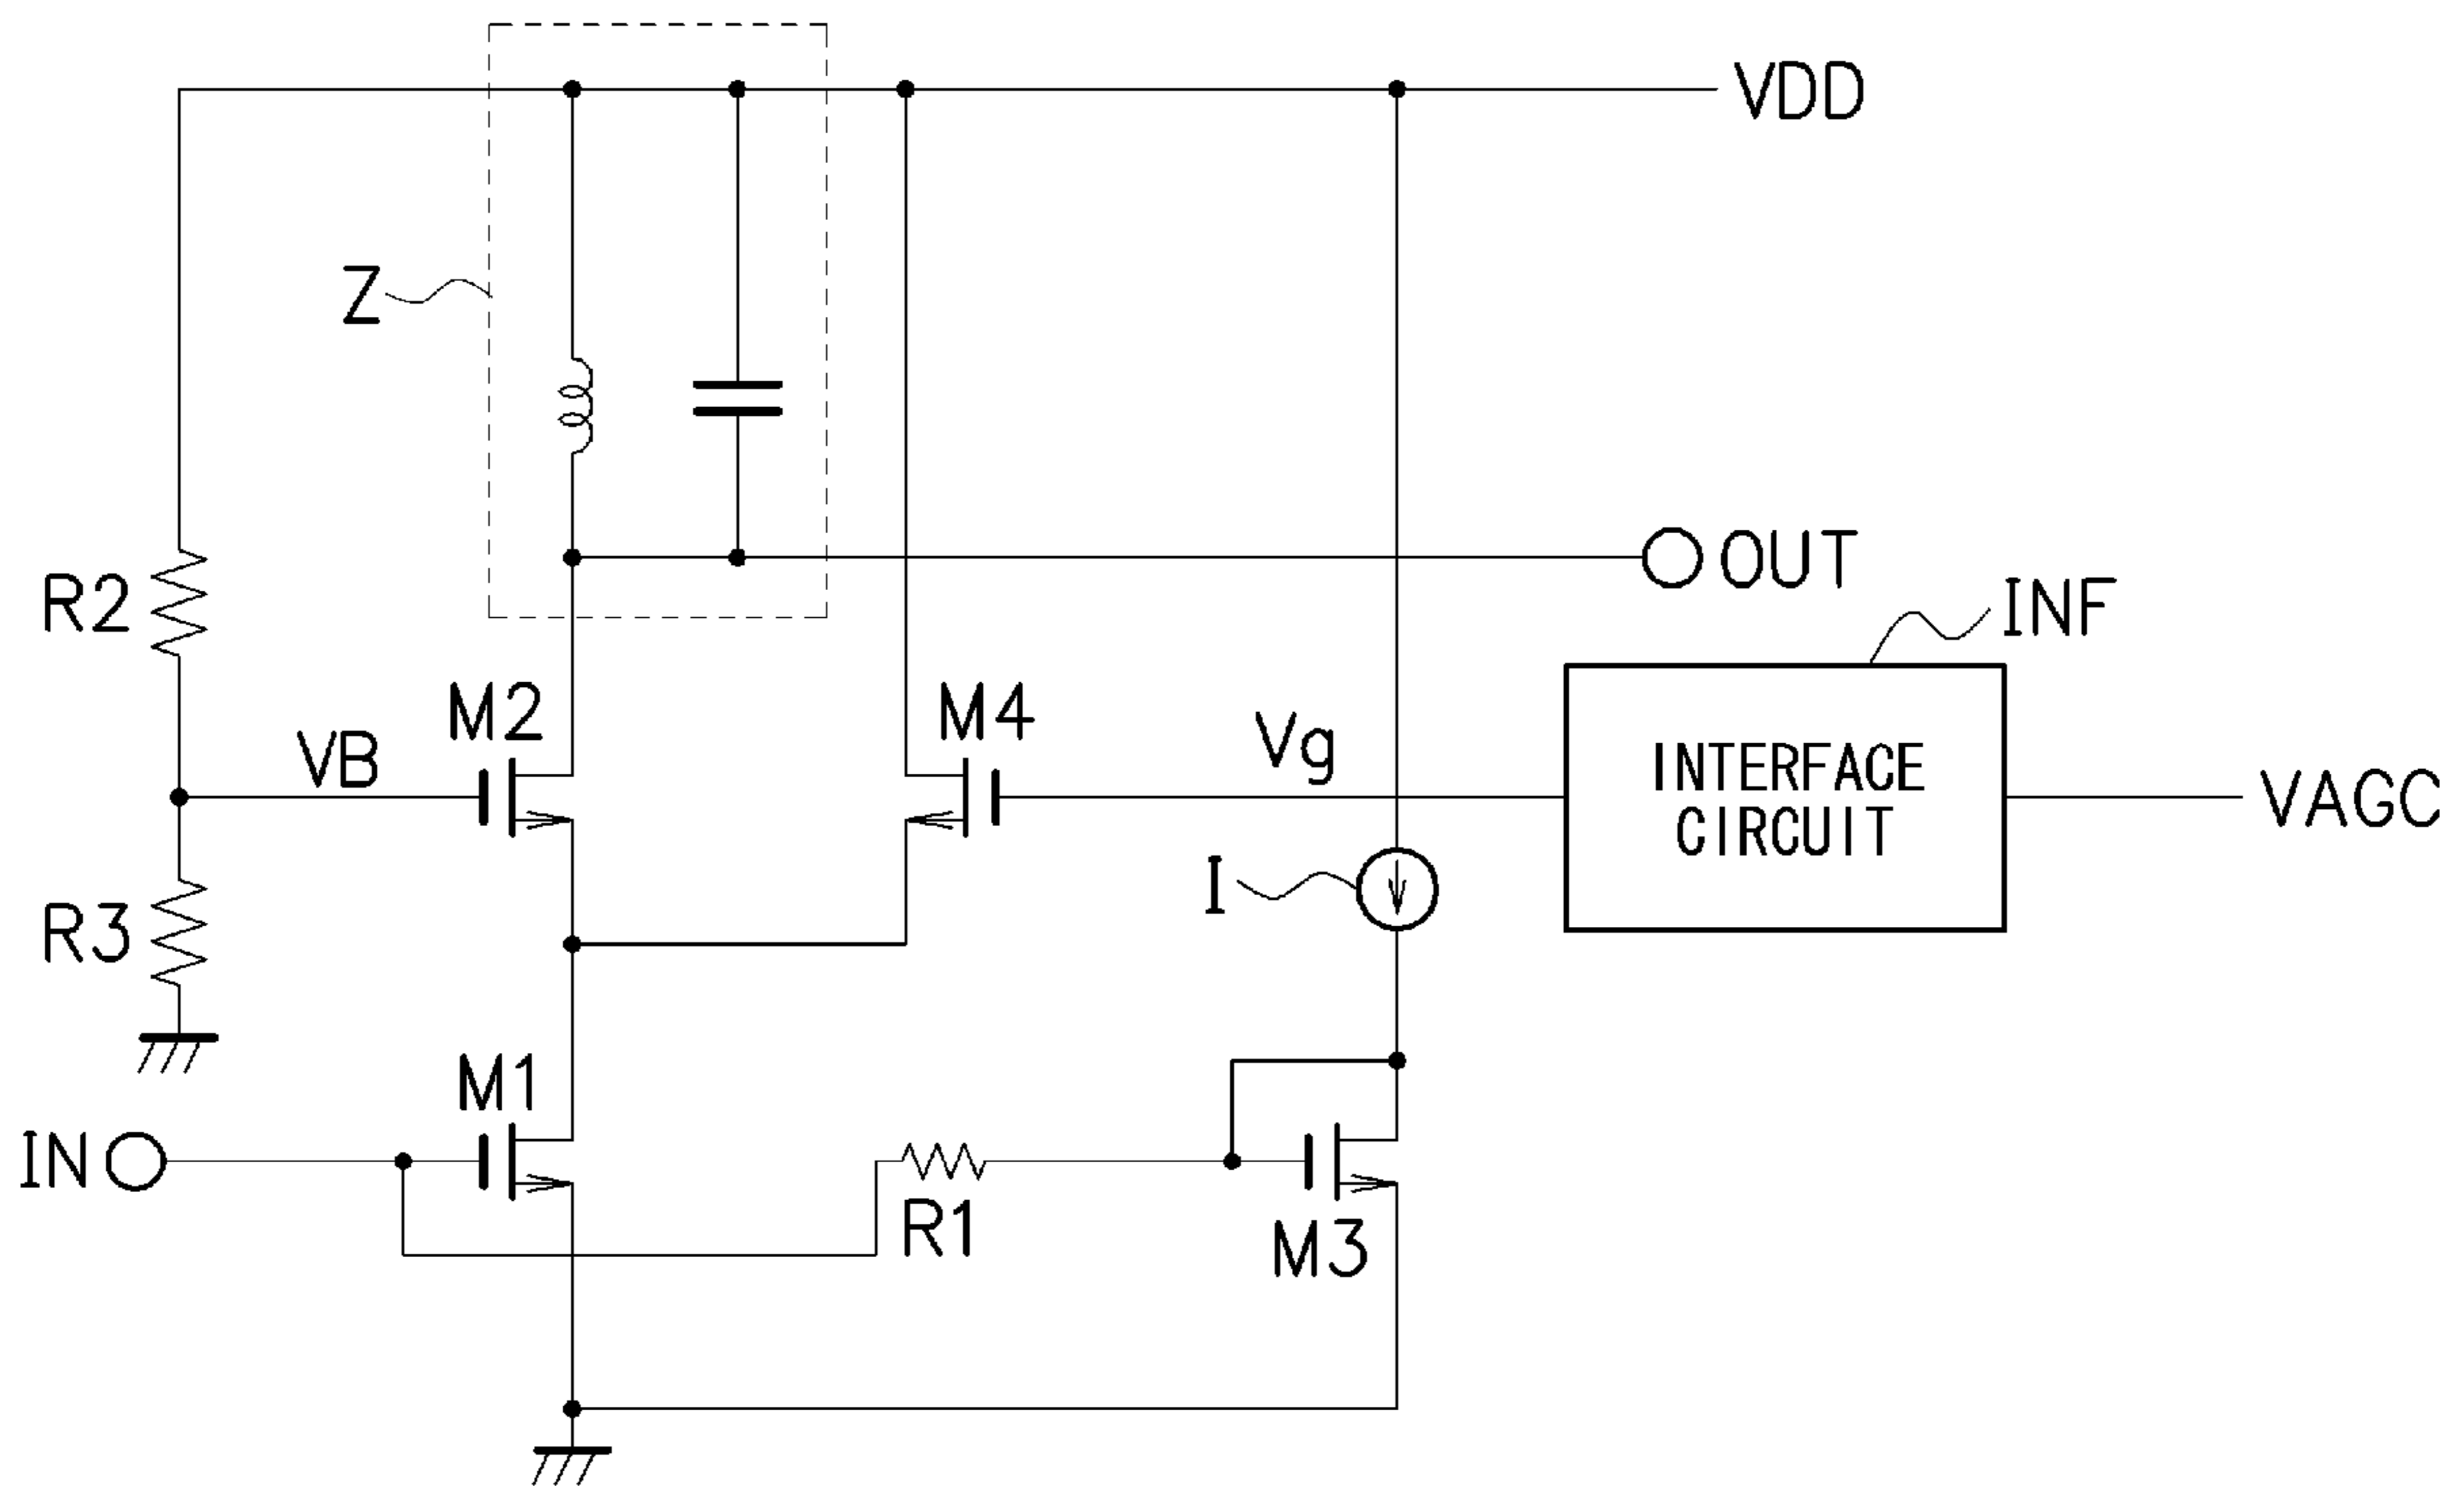 VDD
Z
OUT
R2
INF
M2
M4
VB
Vg
INTERFACE
CIRCUIT
VAGC
I
R3
M1
IN
R1
M3